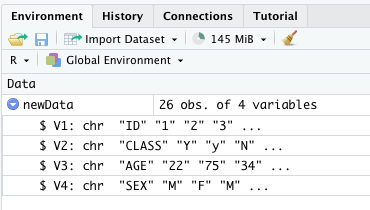 Environment History Connections Tutorial
Import Dataset 145 MiB
R Global Environment
Data
newData 26 obs. of 4 variables
$ V1: chr "ID" "1" "2" "3" ...
$ V2: chr "CLASS" "Y" "y" "N" ...
$ V3: chr "AGE" "22" "75" "34" ...
$ V4: chr "SEX" "M" "F" "M" ...